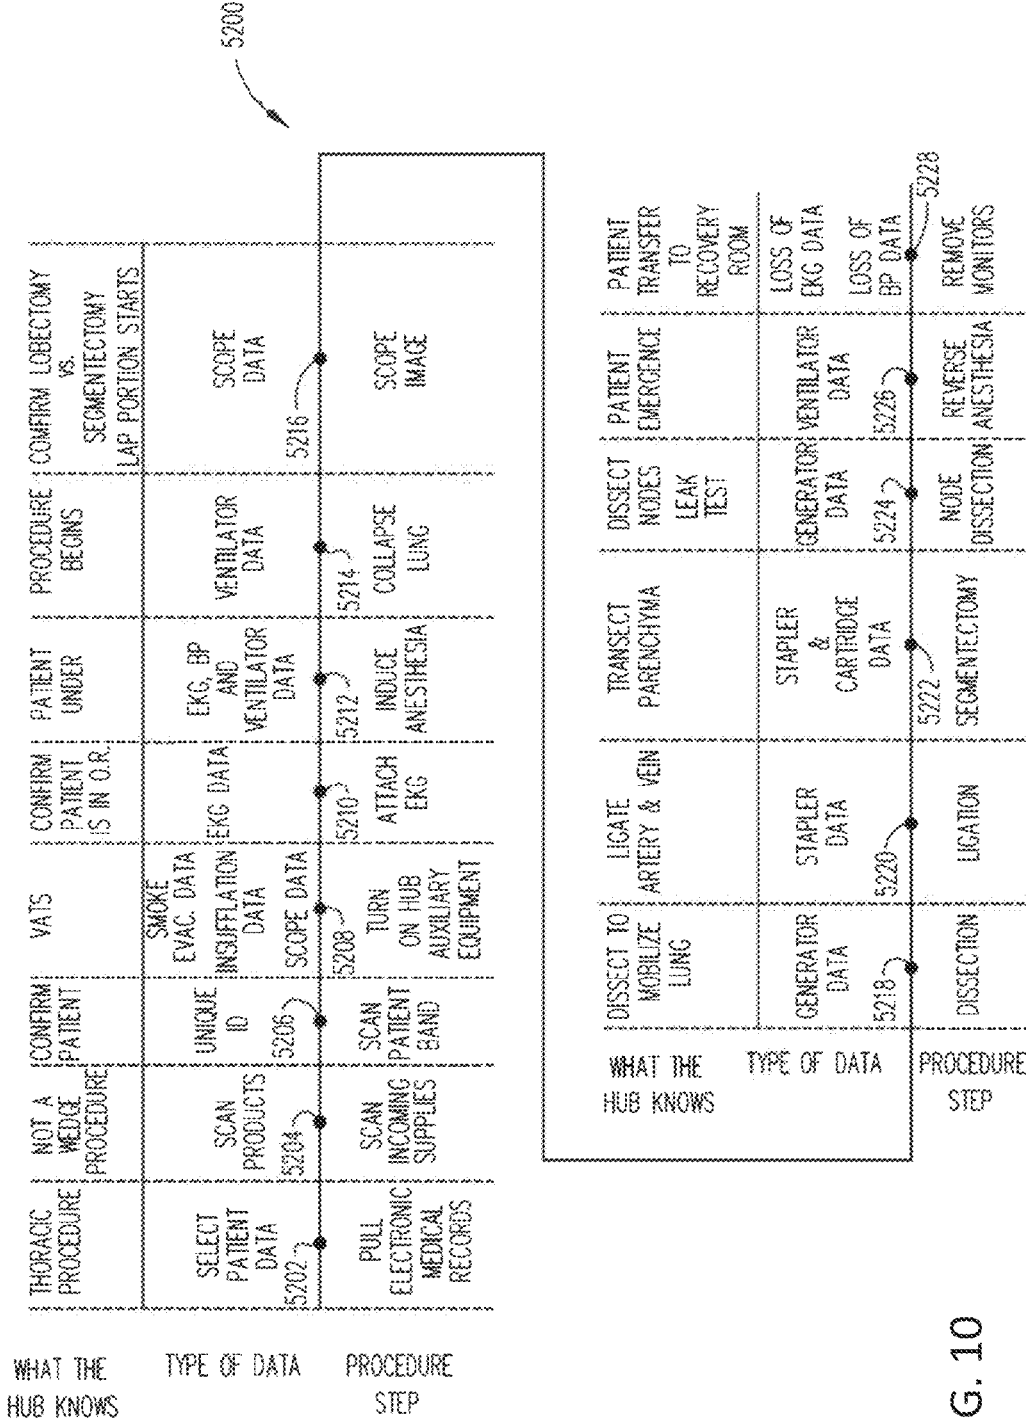 5200
WHAT THE
HUB KNOWS
THORACIC
PROCEDURE
NOT A
WEDGE
PROCEDURE
CONFIRM
PATIENT
VATS
CONFIRM
PATIENT
IS IN O.R.
PATIENT
UNDER
PROCEDURE
BEGINS
COMFIRM LOBECTOMY
vs.
SEGMENTECTOMY
LAP PORTION STARTS
TYPE OF DATA
SELECT
PATIENT
DATA
SCAN
PRODUCTS
UNIQUE
ID
SMOKE
EVAC. DATA
INSUFFLATION
DATA
SCOPE DATA
EKG DATA
EKG, BP
AND
VENTILATOR
DATA
VENTILATOR
DATA
SCOPE
DATA
5202
5204
5206
5208
5210
5212
5214
5216
PROCEDURE
STEP
PULL
ELECTRONIC
MEDICAL
RECORDS
SCAN
INCOMING
SUPPLIES
SCAN
PATIENT
BAND
TURN
ON HUB
AUXILIARY
EQUIPMENT
ATTACH
EKG
INDUCE
ANESTHESIA
COLLAPSE
LUNG
SCOPE
IMAGE
WHAT THE
HUB KNOWS
DISSECT TO
MOBILIZE
LUNG
LIGATE
ARTERY & VEIN
TRANSECT
PARENCHYMA
DISSECT
NODES
LEAK
TEST
PATIENT
EMERGENCE
PATIENT
TRANSFER
TO
RECOVERY
ROOM
TYPE OF DATA
GENERATOR
DATA
STAPLER
DATA
STAPLER
&
CARTRIDGE
DATA
GENERATOR
DATA
VENTILATOR
DATA
LOSS OF
EKG DATA
LOSS OF
BP DATA
5218
5220
5222
5224
5226
5228
PROCEDURE
STEP
DISSECTION
LIGATION
SEGMENTECTOMY
NODE
DISSECTION
REVERSE
ANESTHESIA
REMOVE
MONITORS
G. 10